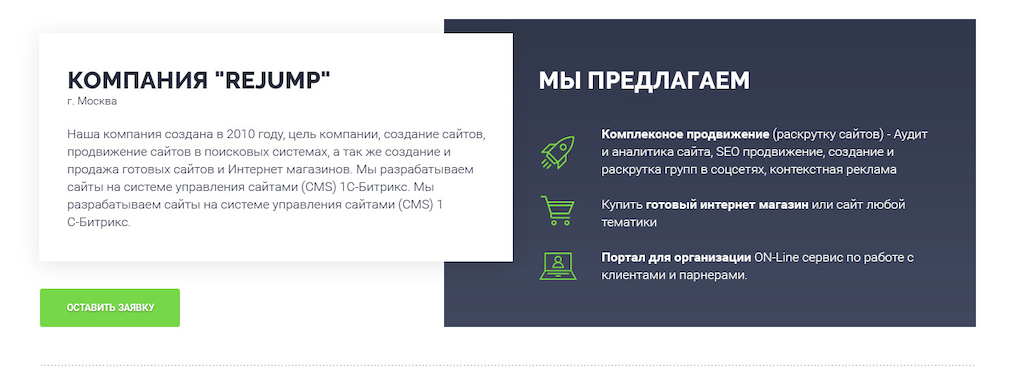 КОМПАНИЯ "REJUMP"
г. Москва
Наша компания создана в 2010 году, цель компании, создание сайтов,
продвижение сайтов в поисковых системах, а так же создание и
продажа готовых сайтов и Интернет магазинов. Мы разрабатываем
сайты на системе управления сайтами (CMS) 1С-Битрикс. Мы
разрабатываем сайты на системе управления сайтами (CMS) 1
С-Битрикс.
ОСТАВИТЬ ЗАЯВКУ
МЫ ПРЕДЛАГАЕМ
Комплексное продвижение (раскрутку сайтов) - Аудит
и аналитика сайта, SEO продвижение, создание и
раскрутка групп в соцсетях, контекстная реклама
Купить готовый интернет магазин или сайт любой
тематики
Портал для организации ON-Line сервис по работе с
клиентами и парнерами.